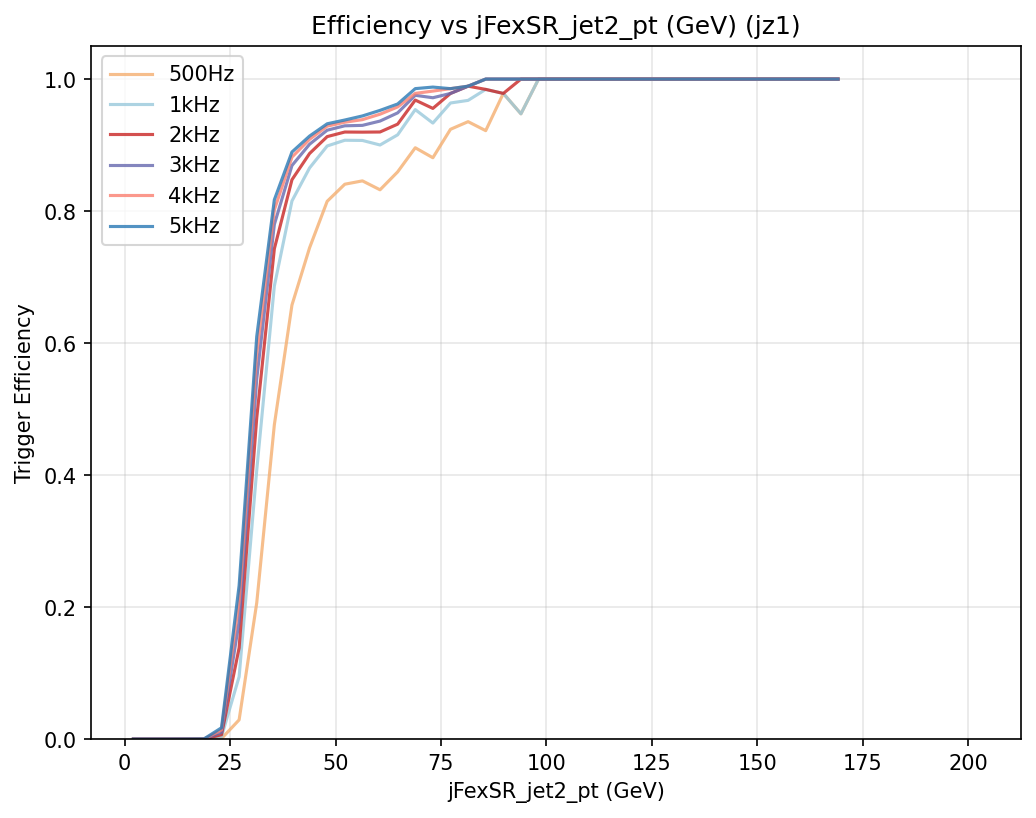 Efficiency vs jFexSR_jet2_pt (GeV) (jz1)
500Hz
1kHz
2kHz
3kHz
4kHz
5kHz
Trigger Efficiency
1.0
0.8
0.6
0.4
0.2
0.0
0 25 50 75 100 125 150 175 200
jFexSR_jet2_pt (GeV)